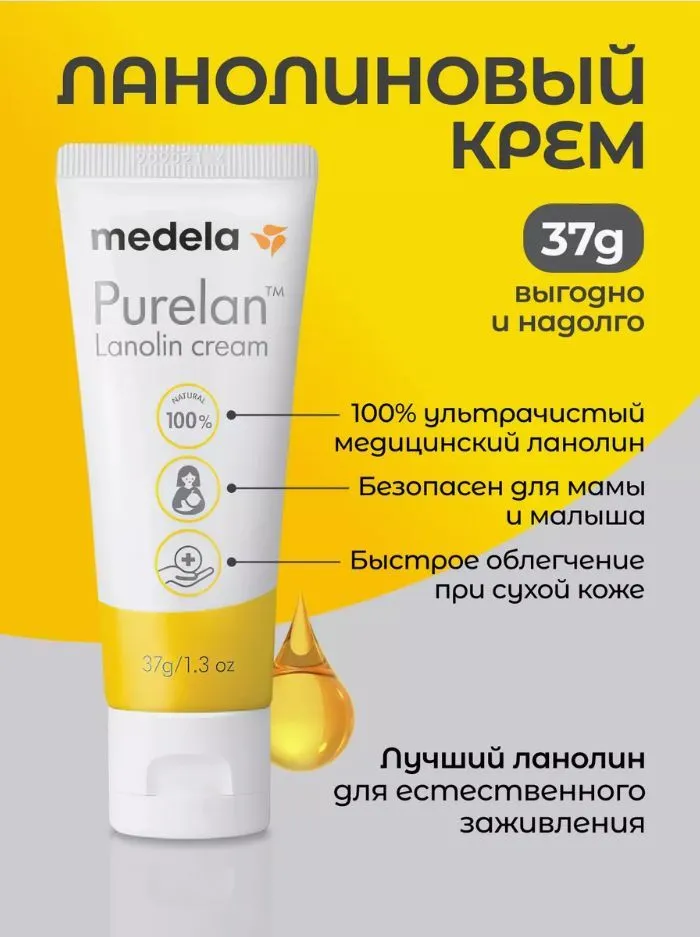 ЛАНОЛИНОВЫЙ
КРЕМ
medela
Purelan™
Lanolin cream
NATURAL
100%
37g/1.3 oz
37g
выгодно
и надолго
100% ультрачистый
медицинский ланолин
Безопасен для мамы
и малыша
Быстрое облегчение
при сухой коже
Лучший ланолин
для естественного
заживления